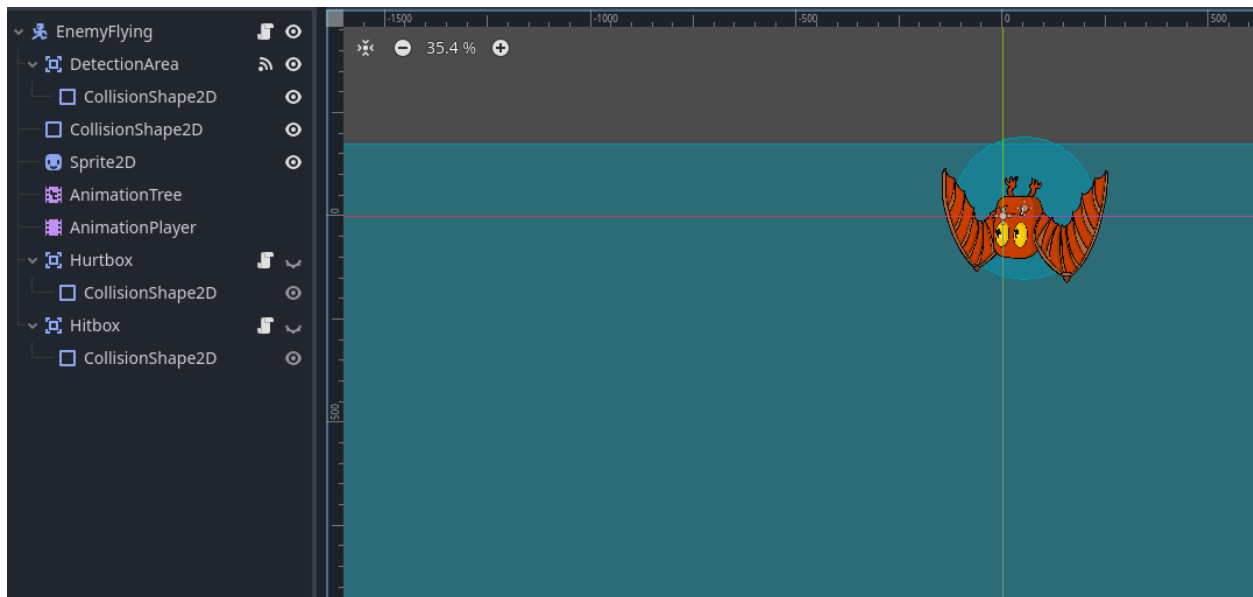 EnemyFlying
DetectionArea
CollisionShape2D
CollisionShape2D
Sprite2D
AnimationTree
AnimationPlayer
Hurtbox
CollisionShape2D
Hitbox
CollisionShape2D
-1500 -1000 -500 0 500
35.4 %
0
500